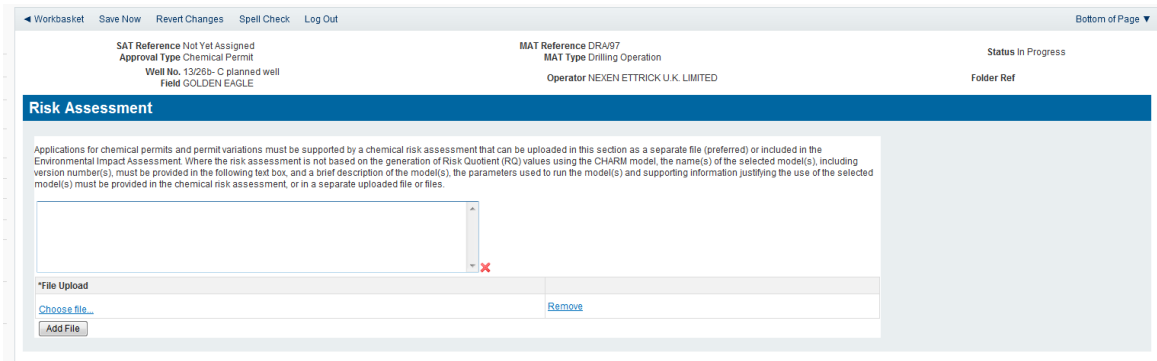 ◄ Workbasket Save Now Revert Changes Spell Check Log Out Bottom of Page ▼
SAT Reference Not Yet Assigned MAT Reference DRA/97 Status In Progress
Approval Type Chemical Permit MAT Type Drilling Operation
Well No. 13/26b- C planned well Operator NEXEN ETTRICK U.K. LIMITED Folder Ref
Field GOLDEN EAGLE
Risk Assessment
Applications for chemical permits and permit variations must be supported by a chemical risk assessment that can be uploaded in this section as a separate file (preferred) or included in the
Environmental Impact Assessment. Where the risk assessment is not based on the generation of Risk Quotient (RQ) values using the CHARM model, the name(s) of the selected model(s), including
version number(s), must be provided in the following text box, and a brief description of the model(s), the parameters used to run the model(s) and supporting information justifying the use of the selected
model(s) must be provided in the chemical risk assessment, or in a separate uploaded file or files.
*File Upload
Choose file... Remove
Add File